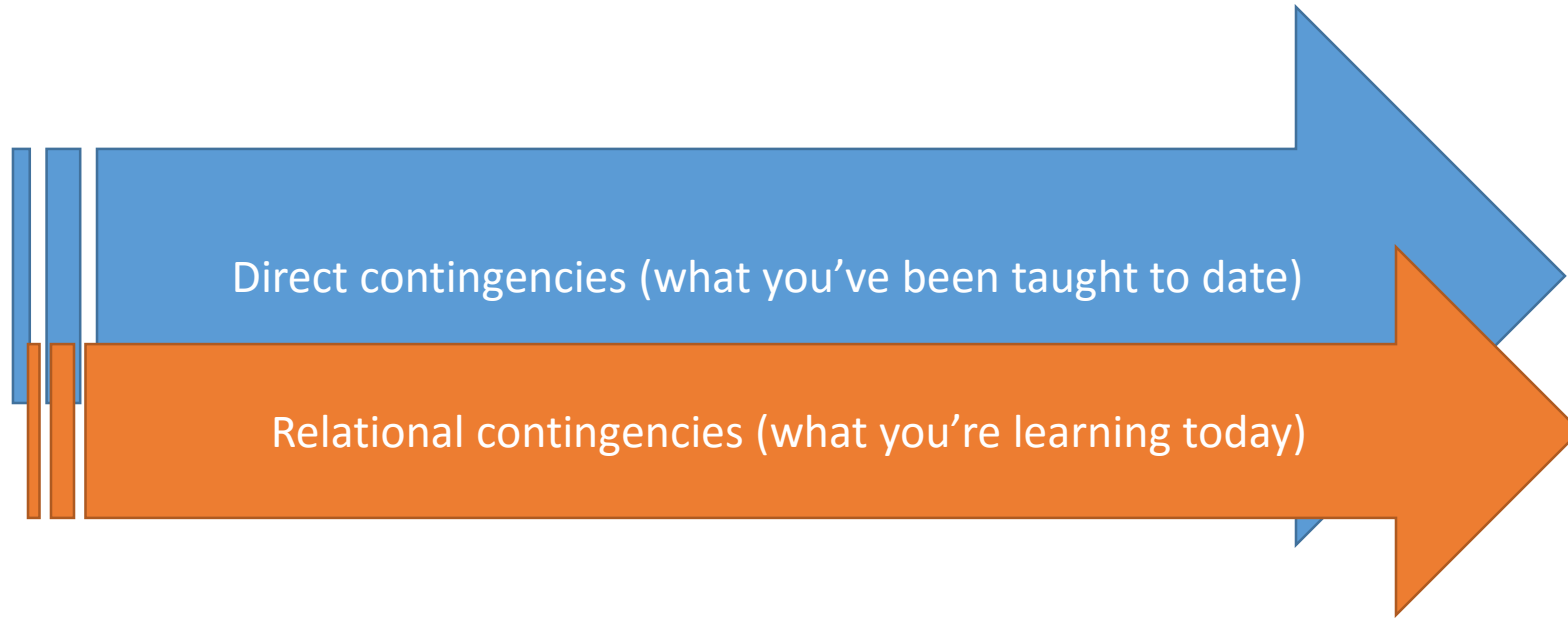 Direct contingencies (what you’ve been taught to date)
Relational contingencies (what you’re learning today)